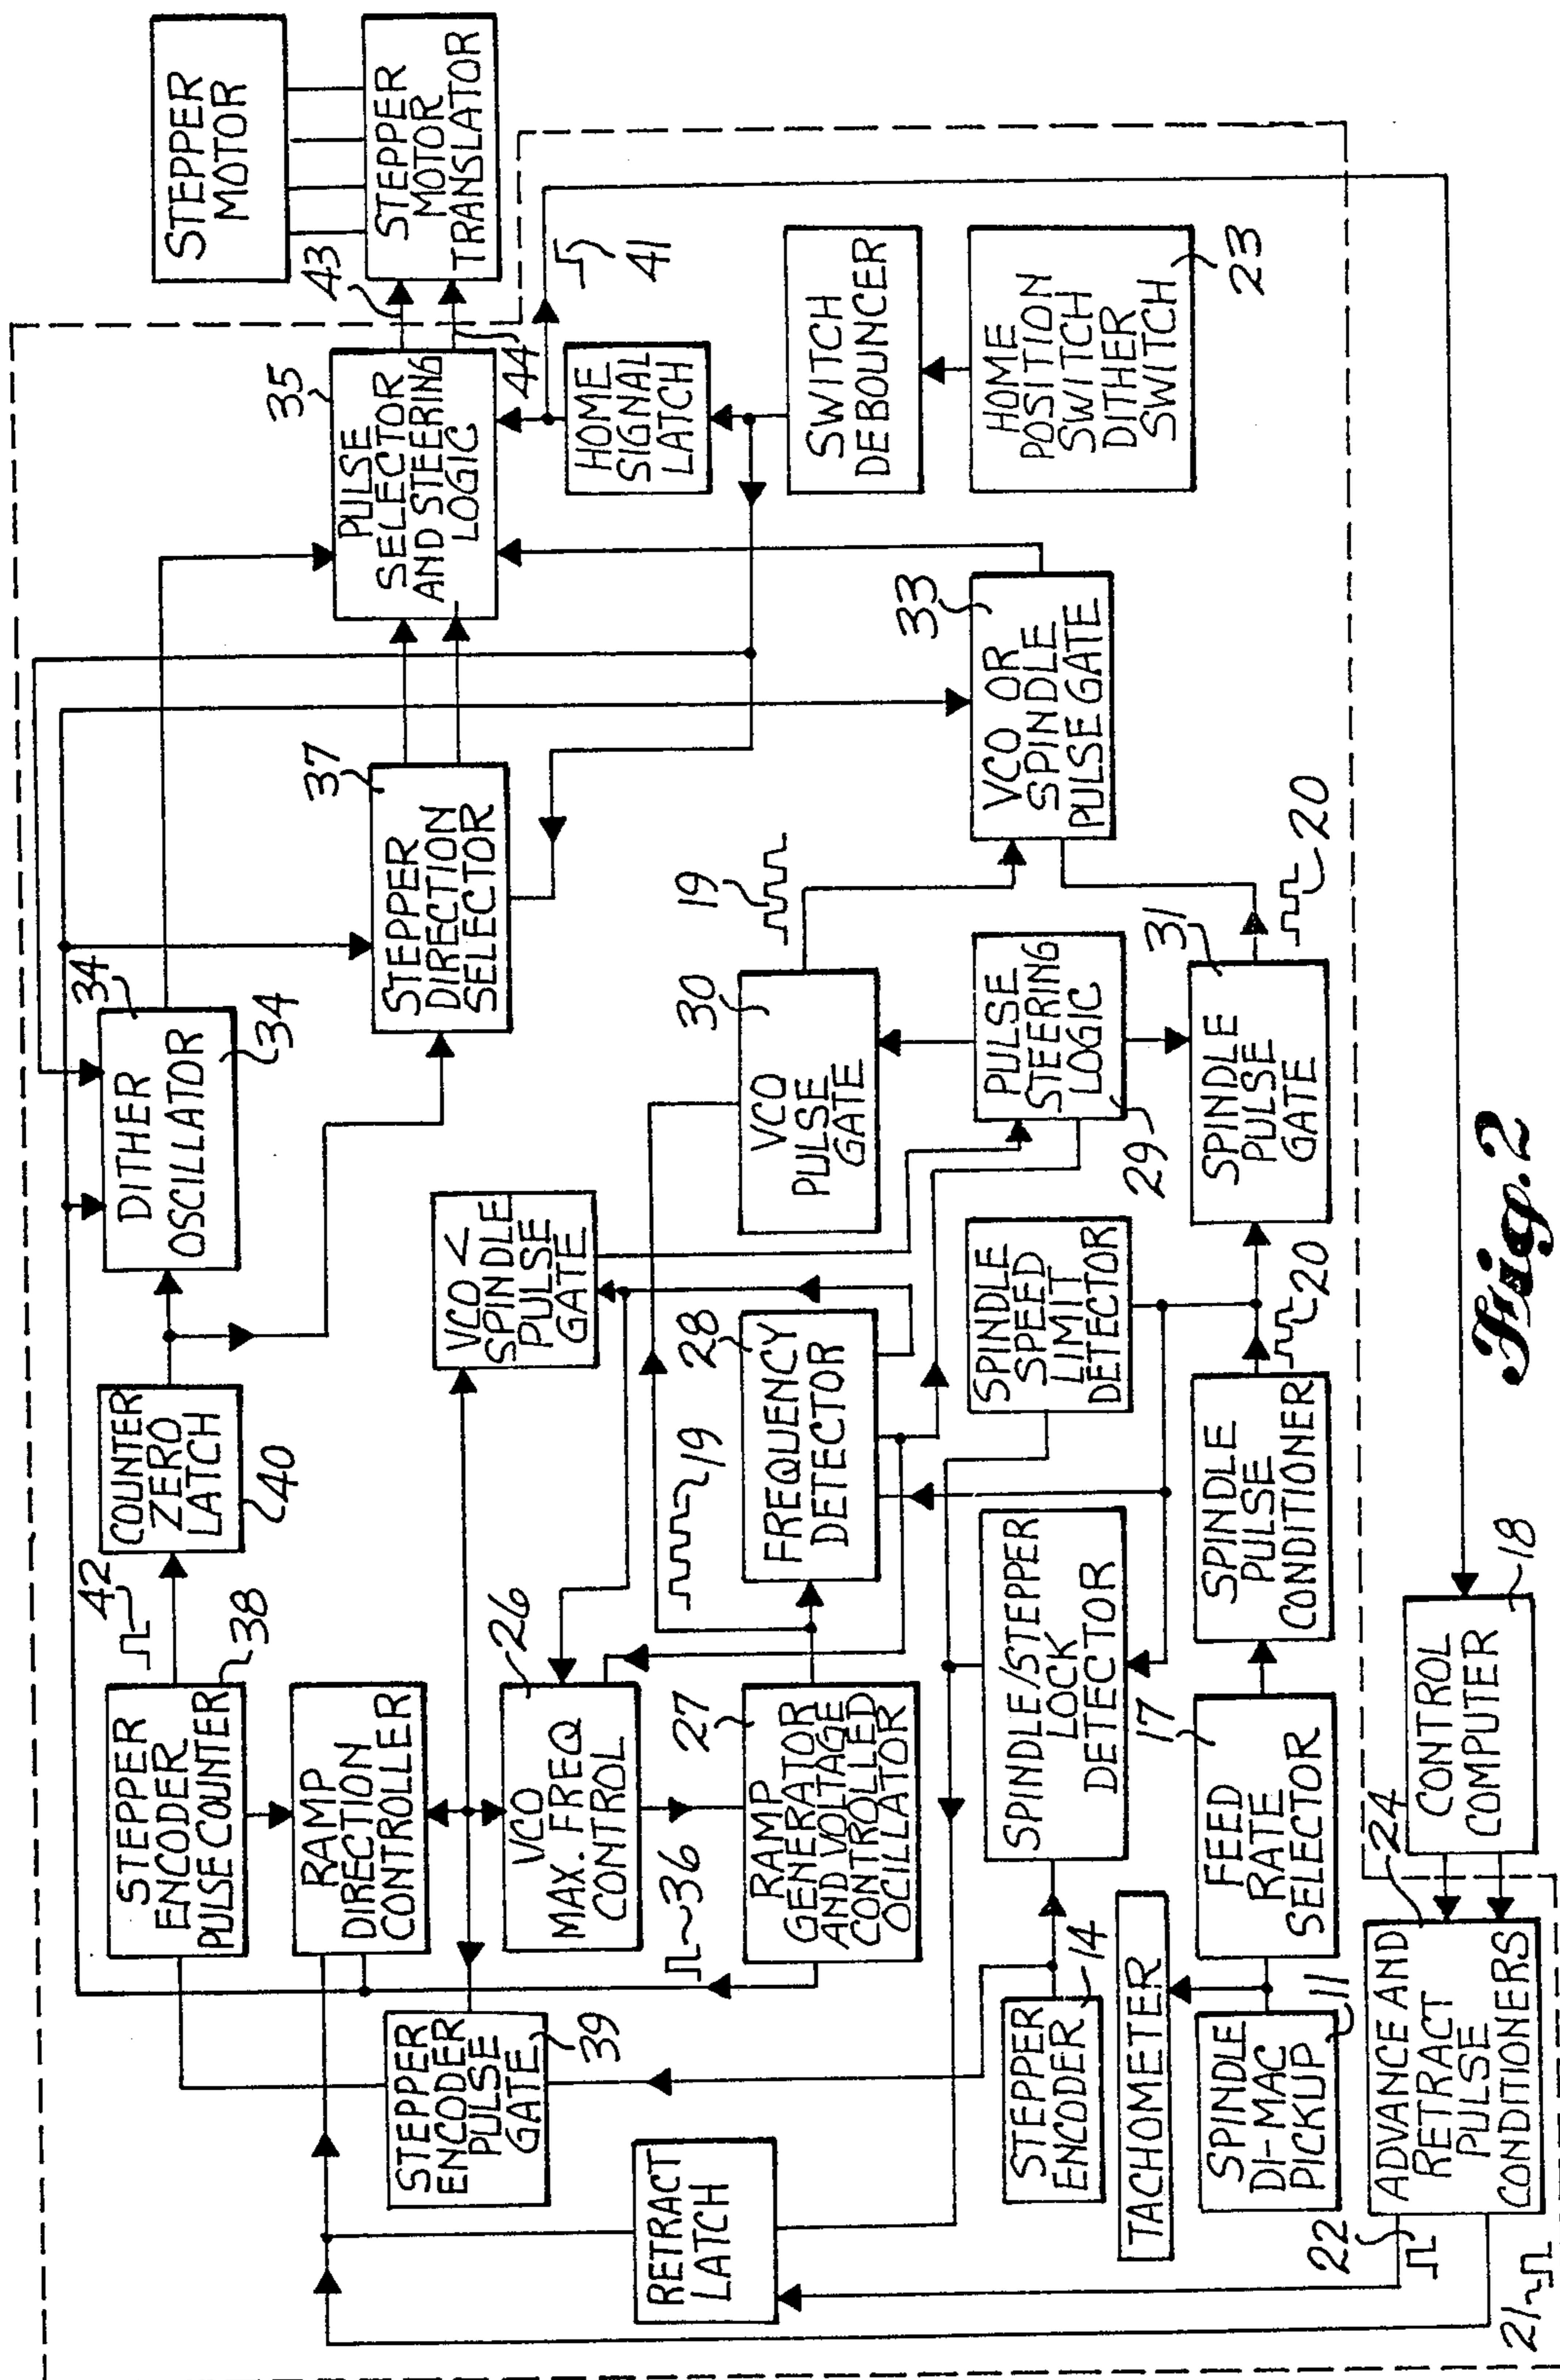 STEPPER
MOTOR
STEPPER
MOTOR
TRANSLATOR
43
44
35
PULSE
SELECTOR
AND STEERING
LOGIC
41
HOME
SIGNAL
LATCH
SWITCH
DEBOUNCER
HOME
POSITION
SWITCH
DITHER
SWITCH
23
37
STEPPER
DIRECTION
SELECTOR
33
VCO OR
SPINDLE
PULSE GATE
34
DITHER
OSCILLATOR
34
19
30
VCO
PULSE
GATE
PULSE
STEERING
LOGIC
29
31
SPINDLE
PULSE
GATE
20
VCO <
SPINDLE
PULSE
GATE
28
FREQUENCY
DETECTOR
19
SPINDLE
SPEED
LIMIT
DETECTOR
20
COUNTER
ZERO
LATCH
40
42
STEPPER
ENCODER
PULSE COUNTER
38
RAMP
DIRECTION
CONTROLLER
26
VCO
MAX. FREQ
CONTROL
36
27
RAMP
GENERATOR
AND VOLTAGE
CONTROLLED
OCILLATOR
SPINDLE/STEPPER
LOCK
DETECTOR
SPINDLE
PULSE
CONDITIONER
17
FEED
RATE
SELECTOR
STEPPER
ENCODER
PULSE
GATE
39
RETRACT
LATCH
STEPPER
ENCODER
14
TACHOMETER
SPINDLE
DI-MAC
PICKUP
11
CONTROL
COMPUTER
18
24
ADVANCE AND
RETRACT
PULSE
CONDITIONERS
22
21
Fig. 2